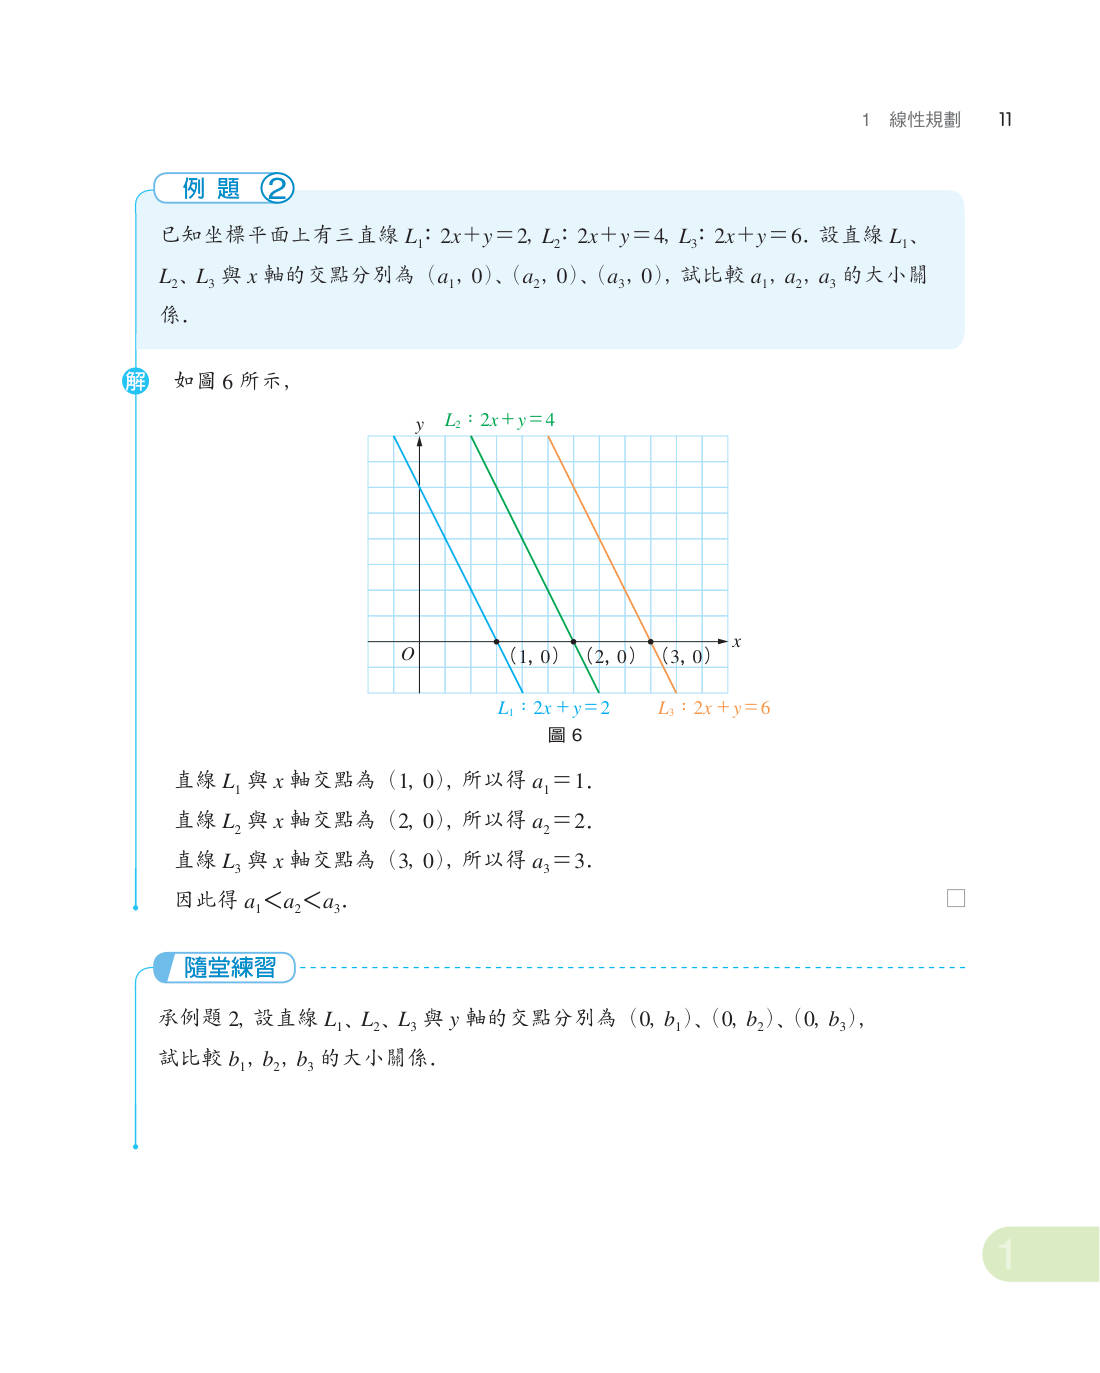 1 線性規劃 11
例題 2
已知坐標平面上有三直線 L₁：2x＋y＝2, L₂：2x＋y＝4, L₃：2x＋y＝6. 設直線 L₁、
L₂、L₃ 與 x 軸的交點分別為（a₁, 0）、（a₂, 0）、（a₃, 0），試比較 a₁, a₂, a₃ 的大小關
係.
解 如圖 6 所示，
y L₂：2x＋y＝4
x
O （1, 0） （2, 0） （3, 0）
L₁：2x＋y＝2 L₃：2x＋y＝6
圖 6
直線 L₁ 與 x 軸交點為（1, 0），所以得 a₁＝1.
直線 L₂ 與 x 軸交點為（2, 0），所以得 a₂＝2.
直線 L₃ 與 x 軸交點為（3, 0），所以得 a₃＝3.
因此得 a₁＜a₂＜a₃. □
隨堂練習
承例題 2, 設直線 L₁、L₂、L₃ 與 y 軸的交點分別為（0, b₁）、（0, b₂）、（0, b₃），
試比較 b₁, b₂, b₃ 的大小關係.
1